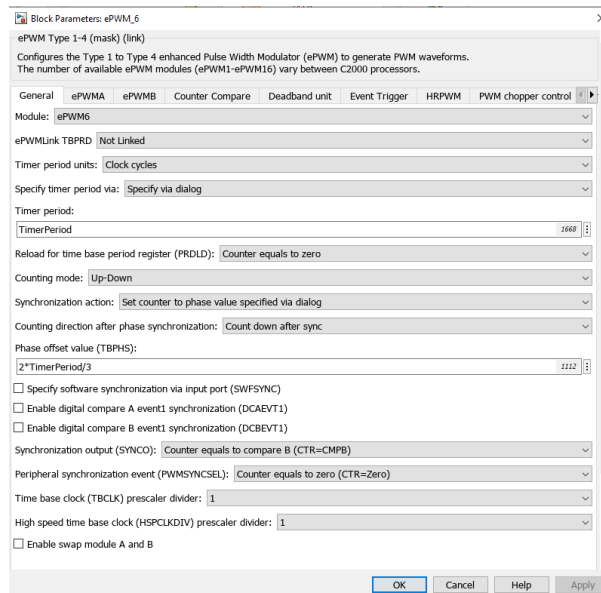 Block Parameters: ePWM_6
ePWM Type 1-4 (mask) (link)
Configures the Type 1 to Type 4 enhanced Pulse Width Modulator (ePWM) to generate PWM waveforms.
The number of available ePWM modules (ePWM1-ePWM16) vary between C2000 processors.
General ePWMA ePWMB Counter Compare Deadband unit Event Trigger HRPWM PWM chopper control
Module: ePWM6
ePWMLink TBPRD Not Linked
Timer period units: Clock cycles
Specify timer period via: Specify via dialog
Timer period:
TimerPeriod 1668
Reload for time base period register (PRDLD): Counter equals to zero
Counting mode: Up-Down
Synchronization action: Set counter to phase value specified via dialog
Counting direction after phase synchronization: Count down after sync
Phase offset value (TBPHS):
2*TimerPeriod/3 1112
Specify software synchronization via input port (SWFSYNC)
Enable digital compare A event1 synchronization (DCAEVT1)
Enable digital compare B event1 synchronization (DCBEVT1)
Synchronization output (SYNCO): Counter equals to compare B (CTR=CMPB)
Peripheral synchronization event (PWMSYNCSEL): Counter equals to zero (CTR=Zero)
Time base clock (TBCLK) prescaler divider: 1
High speed time base clock (HSPCLKDIV) prescaler divider: 1
Enable swap module A and B
OK Cancel Help Apply